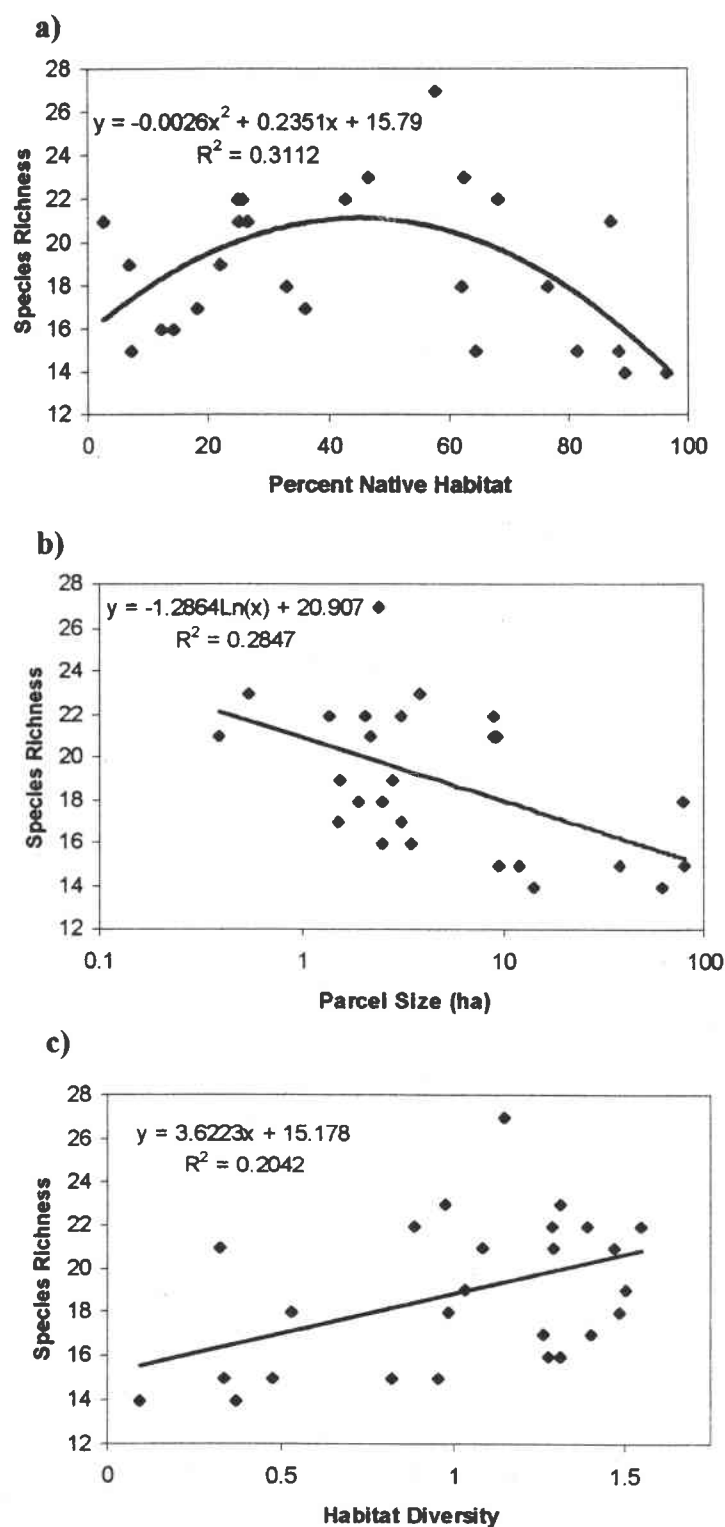 a)
28
26
y = -0.0026x² + 0.2351x + 15.79
24
R² = 0.3112
22
20
18
16
14
12
0 20 40 60 80 100
Species Richness
Percent Native Habitat
b)
28
y = -1.2864Ln(x) + 20.907
26
R² = 0.2847
24
22
20
18
16
14
12
0.1 1 10 100
Species Richness
Parcel Size (ha)
c)
28
26
y = 3.6223x + 15.178
24
R² = 0.2042
22
20
18
16
14
12
0 0.5 1 1.5
Species Richness
Habitat Diversity